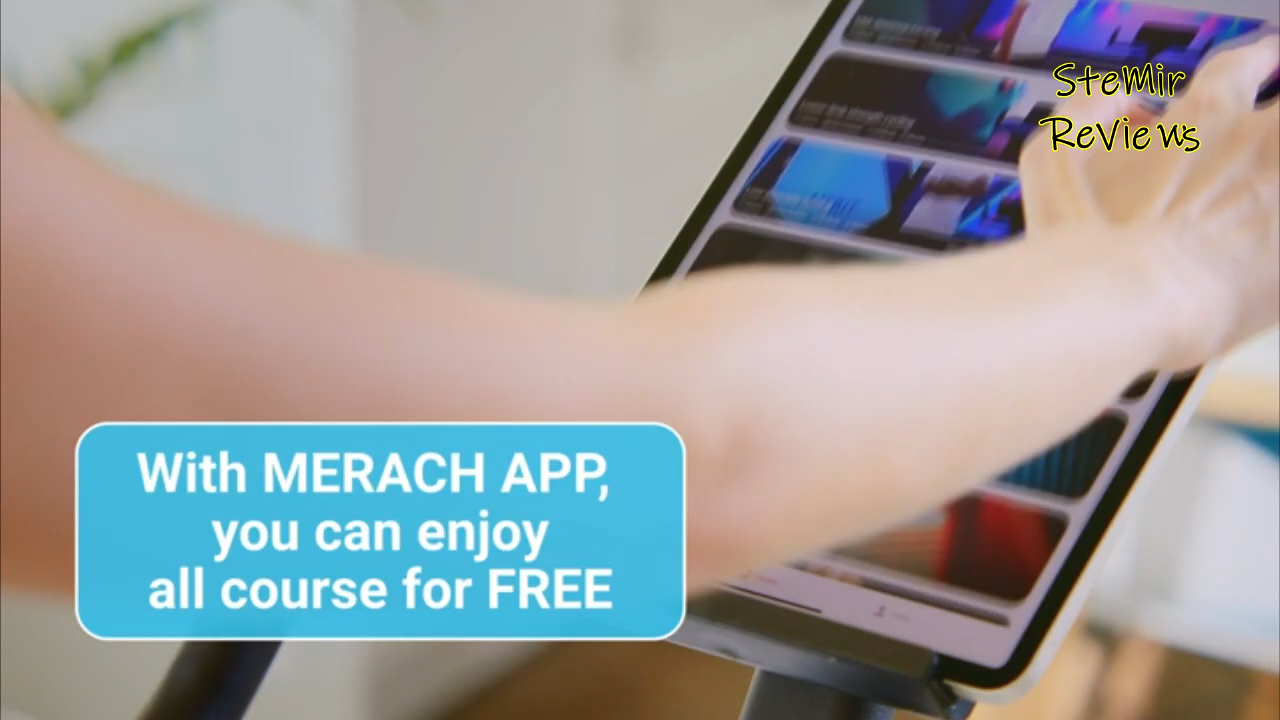 SteMir
Reviews
With MERACH APP,
you can enjoy
all course for FREE